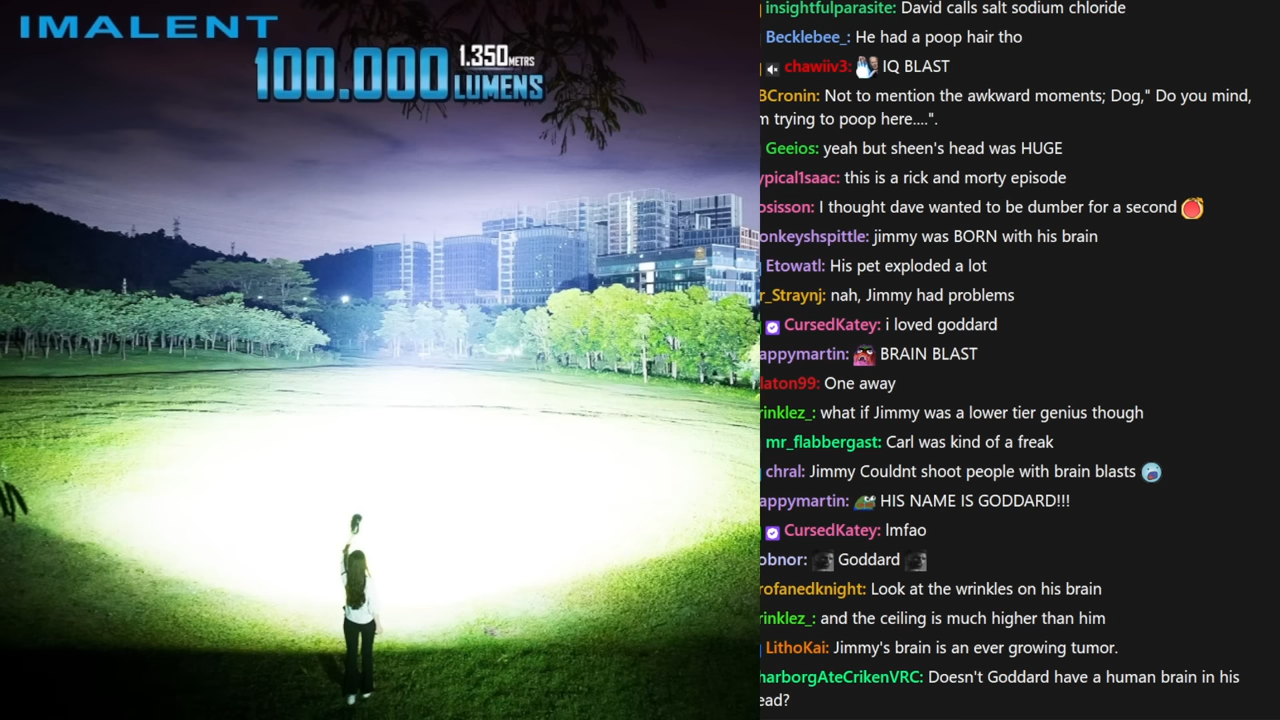 IMALENT
100.000 1.350 METRS
LUMENS
insightfulparasite: David calls salt sodium chloride
Becklebee_: He had a poop hair tho
chawiiv3: IQ BLAST
BCronin: Not to mention the awkward moments; Dog," Do you mind,
m trying to poop here....".
Geeios: yeah but sheen's head was HUGE
ypical1saac: this is a rick and morty episode
osisson: I thought dave wanted to be dumber for a second
onkeyshspittle: jimmy was BORN with his brain
Etowatl: His pet exploded a lot
r_Straynj: nah, Jimmy had problems
CursedKatey: i loved goddard
appymartin: BRAIN BLAST
laton99: One away
rinklez_: what if Jimmy was a lower tier genius though
mr_flabbergast: Carl was kind of a freak
chral: Jimmy Couldnt shoot people with brain blasts
appymartin: HIS NAME IS GODDARD!!!
CursedKatey: lmfao
obnor: Goddard
rofanedknight: Look at the wrinkles on his brain
rinklez_: and the ceiling is much higher than him
LithoKai: Jimmy's brain is an ever growing tumor.
harborgAteCrikenVRC: Doesn't Goddard have a human brain in his
ead?